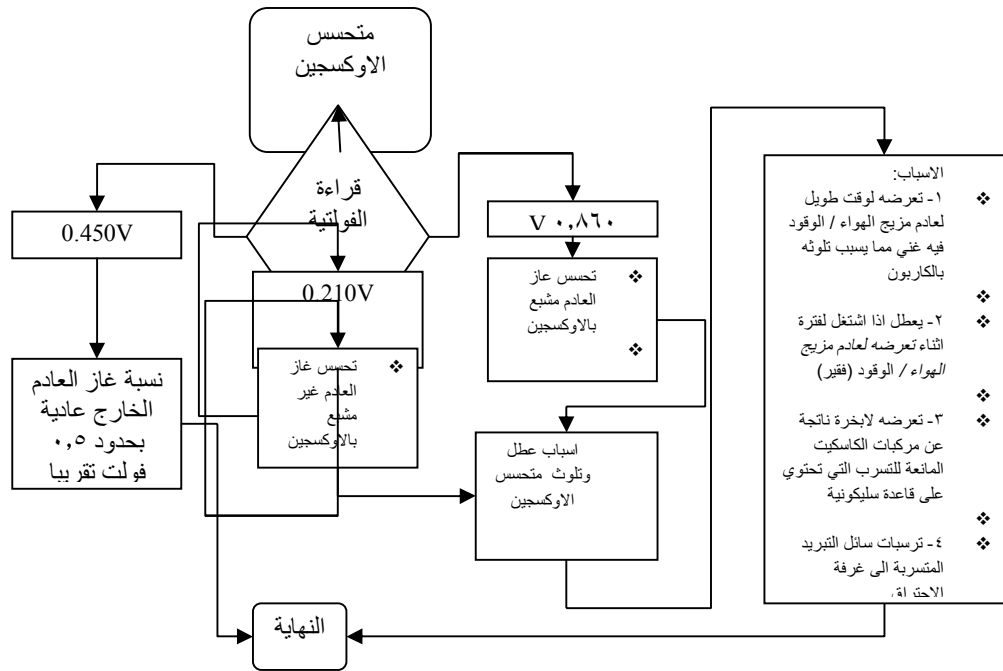 متحسس
الاوكسجين
قراءة
الفولتية
0.450V
0.210V
٠,٨٦٠ V
نسبة غاز العادم
الخارج عادية
بحدود ٠,٥
فولت تقريبا
❖ تحسس غاز
العادم غير
مشبع
بالاوكسجين
❖ تحسس عاز
العادم مشبع
بالاوكسجين
❖
اسباب عطل
وتلوث متحسس
الاوكسجين
الاسباب:
❖ ١- تعرضه لوقت طويل
لعادم مزيج الهواء / الوقود
فيه غني مما يسبب تلوثه
بالكاربون
❖
❖ ٢- يعطل اذا اشتغل لفترة
اثناء تعرضه لعادم مزيج
الهواء / الوقود (فقير)
❖
❖ ٣- تعرضه لابخرة ناتجة
عن مركبات الكاسكيت
المانعة للتسرب التي تحتوي
على قاعدة سليكونية
❖
❖ ٤- ترسبات سائل التبريد
المتسربة الى غرفة
الاحتراق
النهاية